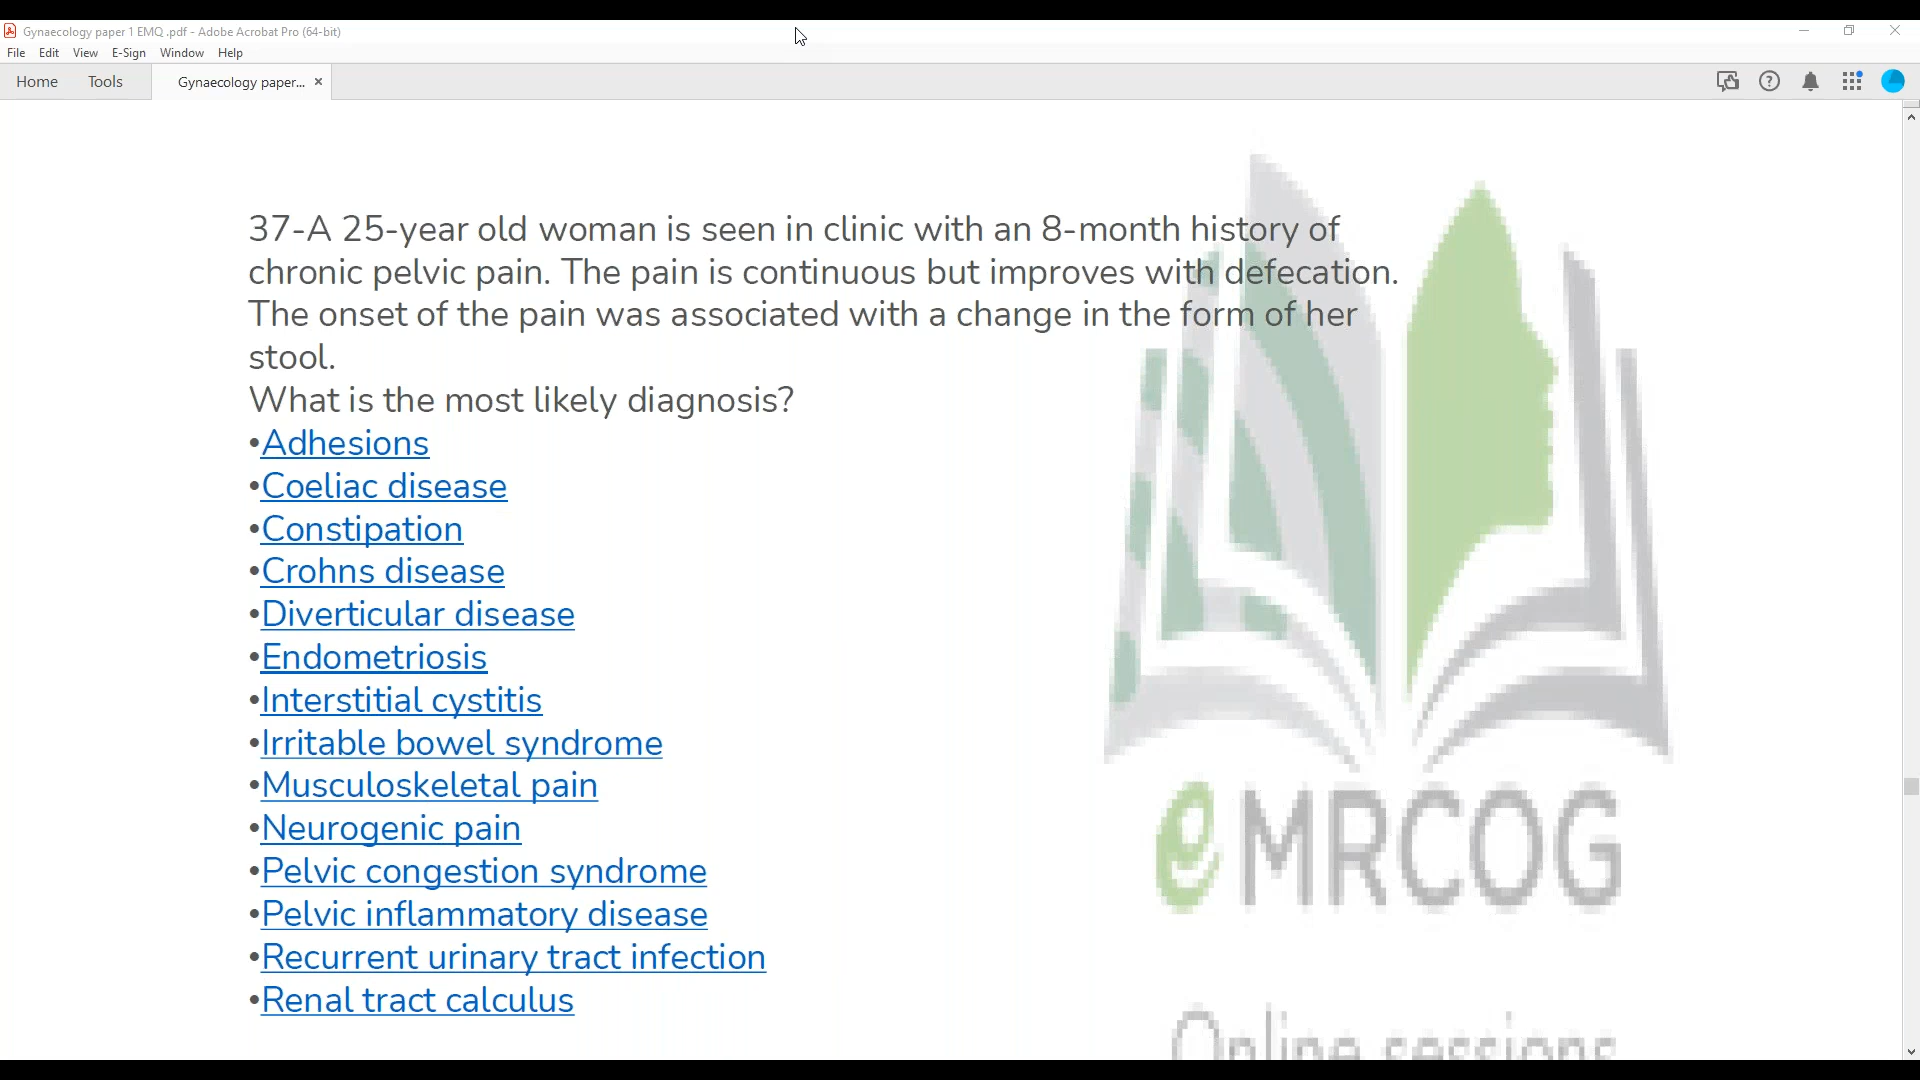 Gynaecology paper 1 EMQ .pdf - Adobe Acrobat Pro (64-bit)
File Edit View E-Sign Window Help
Home Tools Gynaecology paper... ×
37-A 25-year old woman is seen in clinic with an 8-month history of
chronic pelvic pain. The pain is continuous but improves with defecation.
The onset of the pain was associated with a change in the form of her
stool.
What is the most likely diagnosis?
•Adhesions
•Coeliac disease
•Constipation
•Crohns disease
•Diverticular disease
•Endometriosis
•Interstitial cystitis
•Irritable bowel syndrome
•Musculoskeletal pain
•Neurogenic pain
•Pelvic congestion syndrome
•Pelvic inflammatory disease
•Recurrent urinary tract infection
•Renal tract calculus
eMRCOG
Online sessions